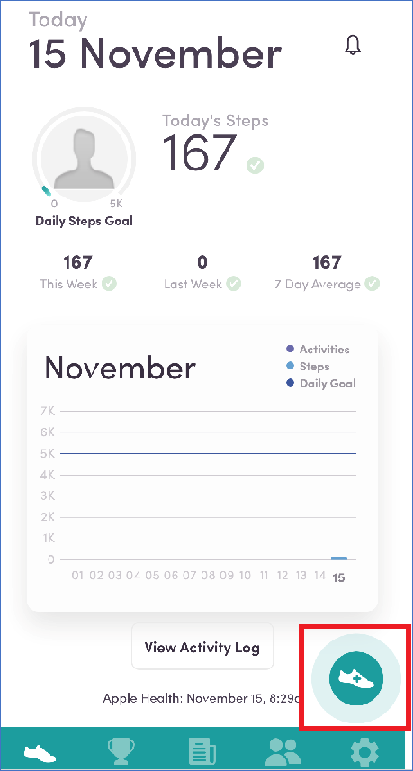 Today
15 November
Today's Steps
167
0 5K
Daily Steps Goal
167 0 167
This Week Last Week 7 Day Average
November
Activities
Steps
Daily Goal
7K
6K
5K
4K
3K
2K
1K
0
01 02 03 04 05 06 07 08 09 10 11 12 13 14 15
View Activity Log
Apple Health: November 15, 8:29